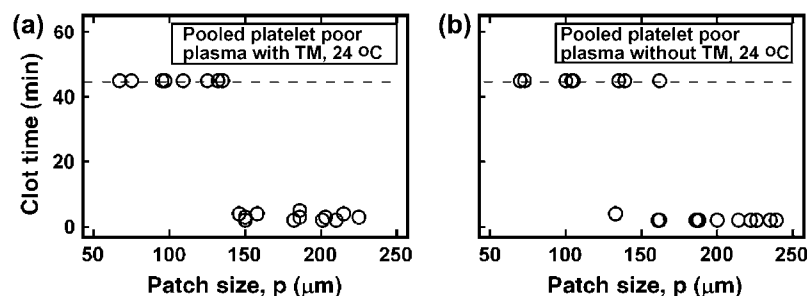 (a)
Pooled platelet poor
plasma with TM, 24 ºC
60
40
20
0
Clot time (min)
50 100 150 200 250
Patch size, p (μm)
(b)
Pooled platelet poor
plasma without TM, 24 ºC
50 100 150 200 250
Patch size, p (μm)